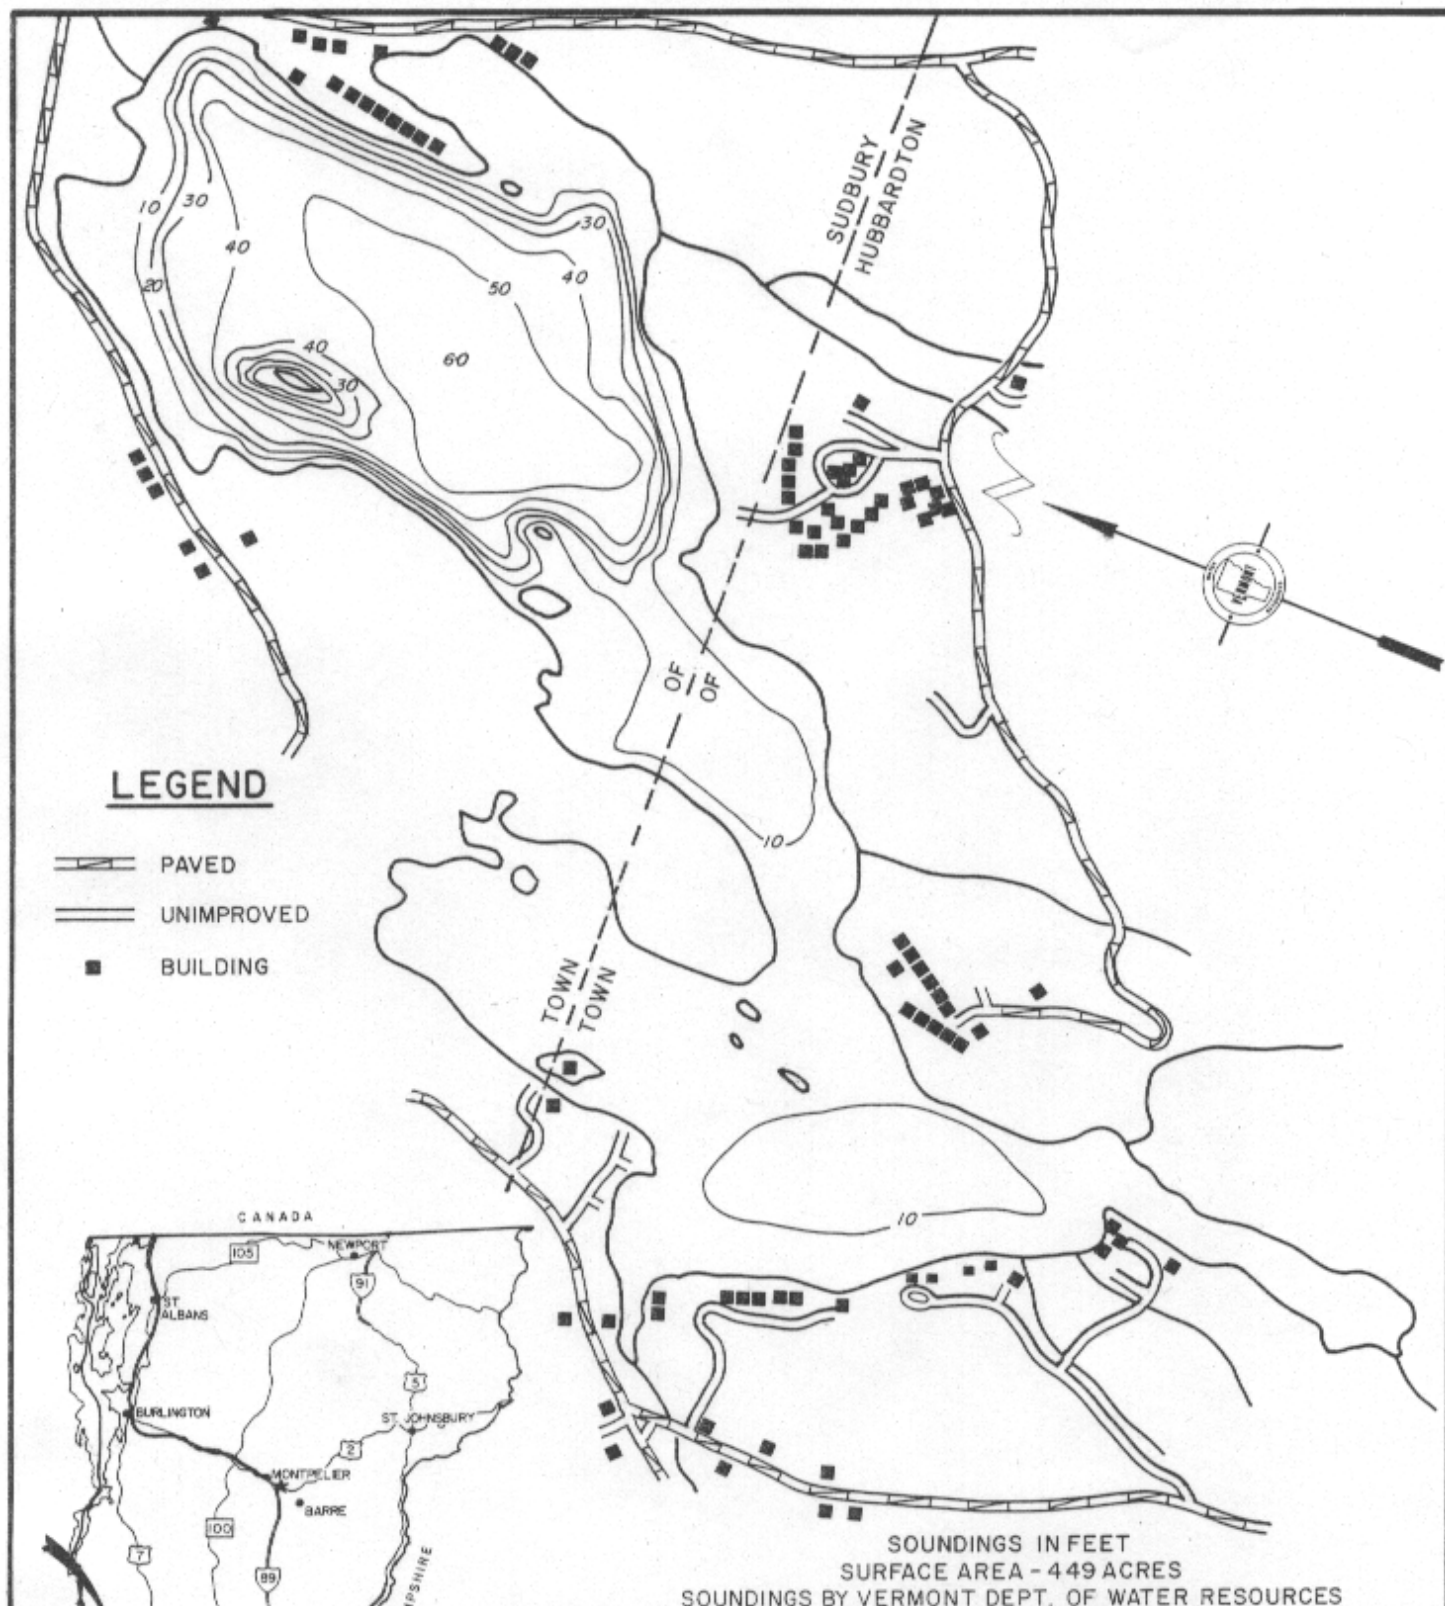 SUDBURY
HUBBARDTON
10
30
20
40
30
40
50
60
40
30
OF
OF
10
LEGEND
PAVED
UNIMPROVED
BUILDING
TOWN
TOWN
10
VERMONT
N
CANADA
105
NEWPORT
91
ST. ALBANS
5
BURLINGTON
ST. JOHNSBURY
2
MONTPELIER
BARRE
100
7
89
MPSHIRE
SOUNDINGS IN FEET
SURFACE AREA - 449 ACRES
SOUNDINGS BY VERMONT DEPT. OF WATER RESOURCES